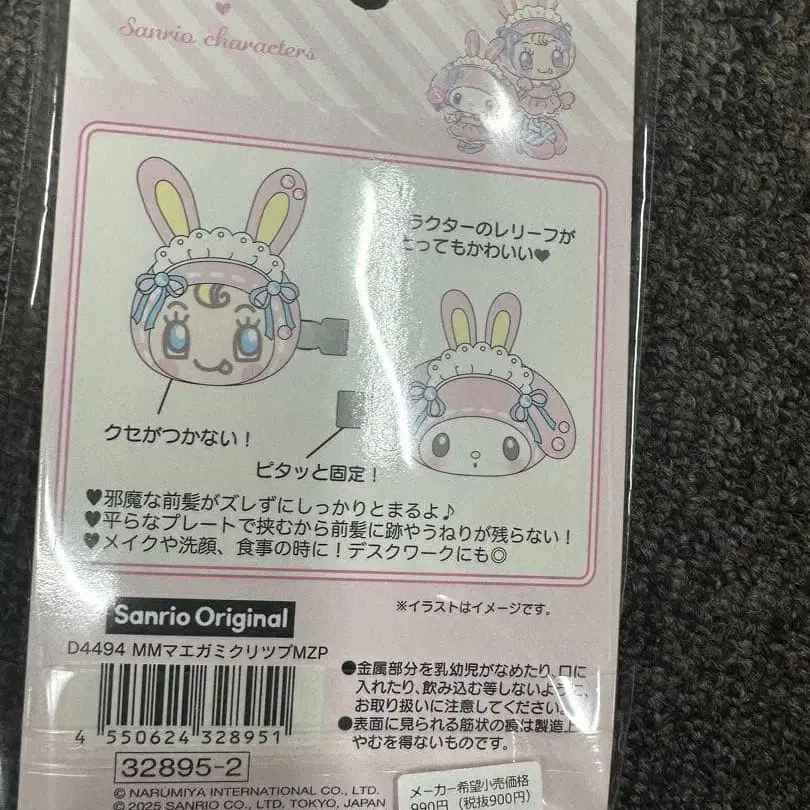 Sanrio characters
ラクターのレリーフが
とってもかわいい♥
クセがつかない！
ピタッと固定！
♥邪魔な前髪がズレずにしっかりとまるよ♪
♥平らなプレートで挟むから前髪に跡やうねりが残らない！
♥メイクや洗顔、食事の時に！デスクワークにも◎
Sanrio Original
※イラストはイメージです。
D4494 MMマエガミクリップMZP
4 550624 328951
32895-2
●金属部分を乳幼児がなめたり、口に
入れたり、飲み込む等しないように、
お取り扱いに注意してください。
●表面に見られる筋状の痕は製造上
やむを得ないものです。
© NARUMIYA INTERNATIONAL CO., LTD.
© 2025 SANRIO CO., LTD. TOKYO, JAPAN
メーカー希望小売価格
990円（税抜900円）